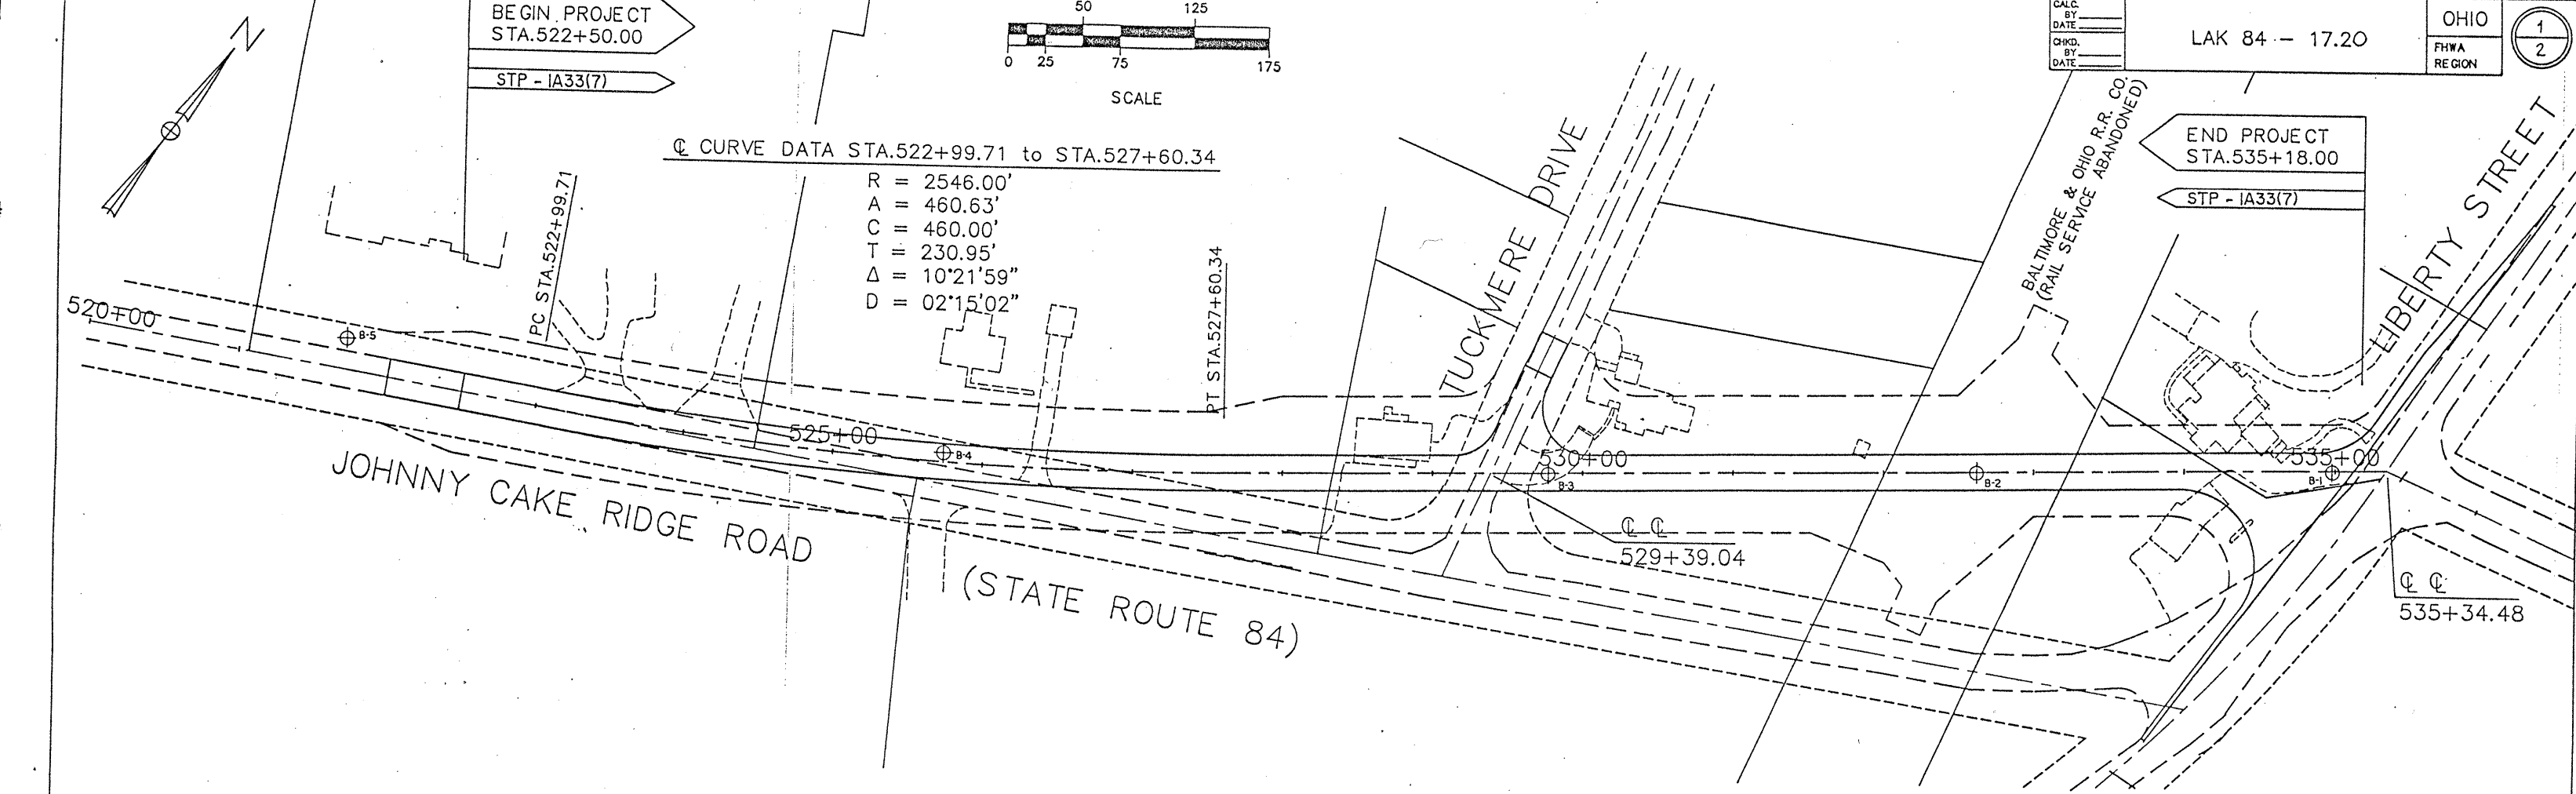 BEGIN PROJECT
STA.522+50.00
STP - IA33(7)
N
50 125
0 25 75 175
SCALE
CALC.
BY
DATE
CHKD.
BY
DATE
LAK 84 - 17.20
OHIO
FHWA
REGION
1
2
℄ CURVE DATA STA.522+99.71 to STA.527+60.34
R = 2546.00'
A = 460.63'
C = 460.00'
T = 230.95'
Δ = 10°21'59"
D = 02°15'02"
PC STA.522+99.71
PT STA.527+60.34
TUCKMERE DRIVE
BALTIMORE & OHIO R.R. CO.
(RAIL SERVICE ABANDONED)
END PROJECT
STA.535+18.00
STP - IA33(7)
LIBERTY STREET
520+00
B-5
525+00
B-4
530+00
B-3
B-2
535+00
B-1
JOHNNY CAKE RIDGE ROAD
(STATE ROUTE 84)
℄ ℄
529+39.04
℄ ℄
535+34.48